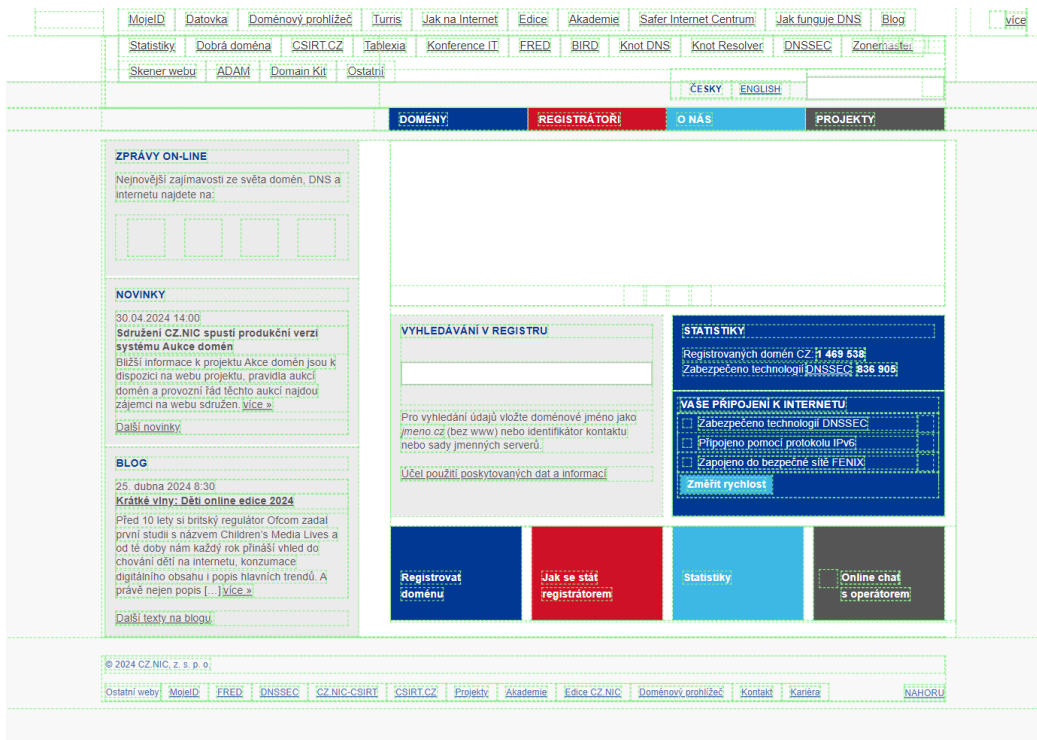 MojeID Datovka Doménový prohlížeč Turris Jak na Internet Edice Akademie Safer Internet Centrum Jak funguje DNS Blog více
Statistiky Dobrá doména CSIRT.CZ Tablexia Konference IT FRED BIRD Knot DNS Knot Resolver DNSSEC Zonemaster
Skener webu ADAM Domain Kit Ostatní
ČESKY ENGLISH
DOMÉNY REGISTRÁTOŘI O NÁS PROJEKTY
ZPRÁVY ON-LINE
Nejnovější zajímavosti ze světa domén, DNS a
internetu najdete na:
NOVINKY
30.04.2024 14:00
Sdružení CZ.NIC spustí produkční verzi
systému Aukce domén
Bližší informace k projektu Akce domén jsou k
dispozici na webu projektu, pravidla aukcí
domén a provozní řád těchto aukcí najdou
zájemci na webu sdružen. více »
Další novinky
BLOG
25. dubna 2024 8:30
Krátké vlny: Děti online edice 2024
Před 10 lety si britský regulátor Ofcom zadal
první studii s názvem Children's Media Lives a
od té doby nám každý rok přináší vhled do
chování dětí na internetu, konzumace
digitálního obsahu i popis hlavních trendů. A
právě nejen popis […] více »
Další texty na blogu
VYHLEDÁVÁNÍ V REGISTRU
Pro vyhledání údajů vložte doménové jméno jako
jmeno.cz (bez www) nebo identifikátor kontaktu
nebo sady jmenných serverů.
Účel použití poskytovaných dat a informací
STATISTIKY
Registrovaných domén CZ: 1 469 538
Zabezpečeno technologií DNSSEC: 836 905
VAŠE PŘIPOJENÍ K INTERNETU
Zabezpečeno technologií DNSSEC
Připojeno pomocí protokolu IPv6
Zapojeno do bezpečné sítě FENIX
Změřit rychlost
Registrovat
doménu
Jak se stát
registrátorem
Statistiky
Online chat
s operátorem
© 2024 CZ.NIC, z. s. p. o.
Ostatní weby: MojeID FRED DNSSEC CZ.NIC-CSIRT CSIRT.CZ Projekty Akademie Edice CZ.NIC Doménový prohlížeč Kontakt Kariéra NAHORU